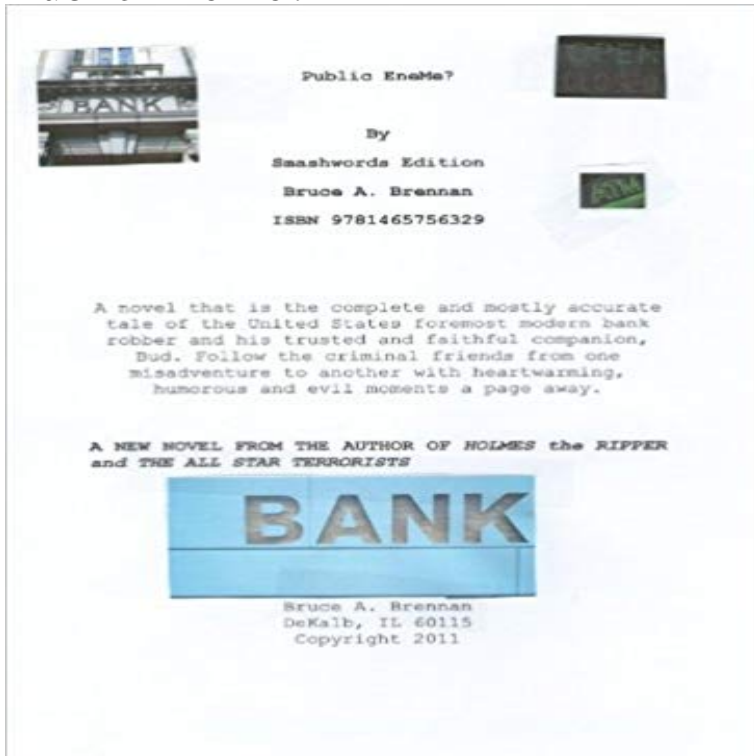 BANK
OPEN
Public EneMe?
By
Smashwords Edition
ATM
Bruce A. Brennan
ISBN 9781465756329
A novel that is the complete and mostly accurate
tale of the United States foremost modern bank
robber and his trusted and faithful companion,
Bud. Follow the criminal friends from one
misadventure to another with heartwarming,
humorous and evil moments a page away.
A NEW NOVEL FROM THE AUTHOR OF HOLMES the RIPPER
and THE ALL STAR TERRORISTS
BANK
Bruce A. Brennan
DeKalb, IL 60115
Copyright 2011